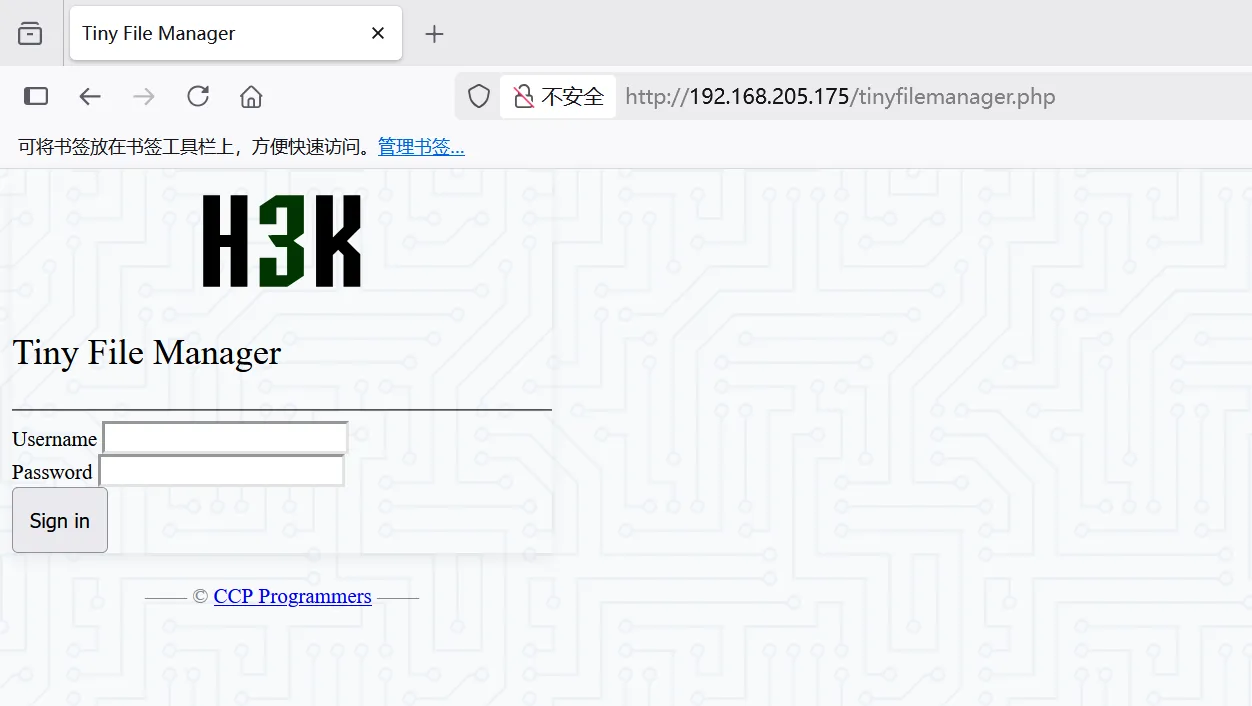 Tiny File Manager
不安全 http://192.168.205.175/tinyfilemanager.php
可将书签放在书签工具栏上，方便快速访问。管理书签...
H3K
Tiny File Manager
Username
Password
Sign in
© CCP Programmers